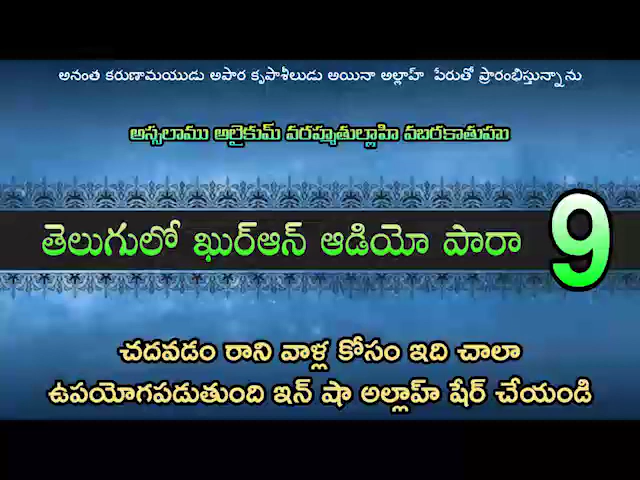 అనంత కరుణామయుడు అపార కృపాశీలుడు అయినా అల్లాహ్ పేరుతో ప్రారంభిస్తున్నాను
అస్సలాము అలైకుమ్ వరహ్మతుల్లాహి వబరకాతుహు
తెలుగులో ఖుర్ఆన్ ఆడియో పారా 9
చదవడం రాని వాళ్ల కోసం ఇది చాలా
ఉపయోగపడుతుంది ఇన్ షా అల్లాహ్ షేర్ చేయండి